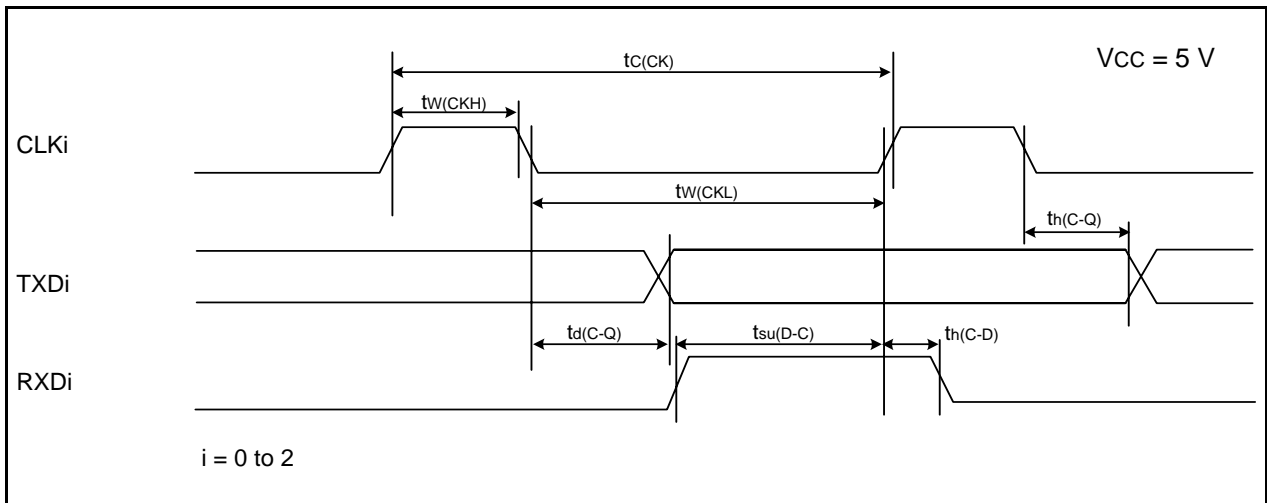 tC(CK)
VCC = 5 V
tW(CKH)
CLKi
tW(CKL)
th(C-Q)
TXDi
td(C-Q)
tsu(D-C)
th(C-D)
RXDi
i = 0 to 2